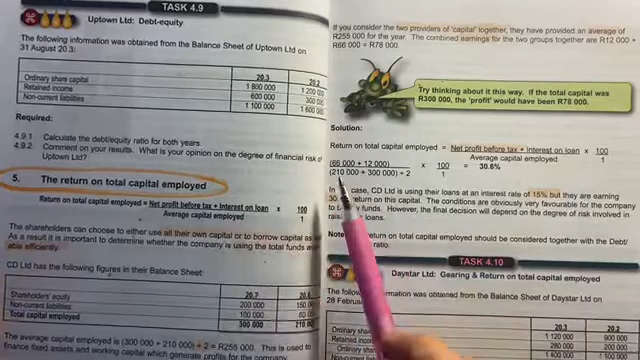 TASK 4.9
Uptown Ltd: Debt-equity
The following information was obtained from the Balance Sheet of Uptown Ltd on
31 August 20.3:
20.3 20.2
Ordinary share capital 1 800 000 1 200 000
Retained income 600 000 300 000
Non-current liabilities 1 100 000 1 600 000
Required:
4.9.1 Calculate the debt/equity ratio for both years.
4.9.2 Comment on your results. What is your opinion on the degree of financial risk of
Uptown Ltd?
5. The return on total capital employed
Return on total capital employed = Net profit before tax + Interest on loan x 100
Average capital employed 1
The shareholders can choose to either use all their own capital or to borrow capital as
As a result it is important to determine whether the company is using the total funds
able efficiently.
CD Ltd has the following figures in their Balance Sheet:
20.7 20.6
Shareholders' equity 200 000 150
Non-current liabilities 100 000 60
Total capital employed 300 000 210
The average capital employed is (300 000 + 210 000) ÷ 2 = R255 000. This is used to
finance fixed assets and working capital which generate profits for the company.
If you consider the two providers of 'capital' together, they have provided an average of
R255 000 for the year. The combined earnings for the two groups together are R12 000 +
R66 000 = R78 000.
Try thinking about it this way. If the total capital was
R300 000, the 'profit' would have been R78 000.
Solution:
Return on total capital employed = Net profit before tax + Interest on loan x 100
Average capital employed 1
(66 000 + 12 000) x 100 = 30.6%
(210 000 + 300 000) ÷ 2 1
In case, CD Ltd is using their loans at an interest rate of 15% but they are earning
30. return on this capital. The conditions are obviously very favourable for the company
to funds. However, the final decision will depend on the degree of risk involved in
loans.
Return on total capital employed should be considered together with the Debt/
ratio.
TASK 4.10
Daystar Ltd: Gearing & Return on total capital employed
The following information was obtained from the Balance Sheet of Daystar Ltd on
28 February
20.3 20.2
Ordinary share capital 1 120 000 900 000
Retained income 280 000 200 000
Non-current liabilities